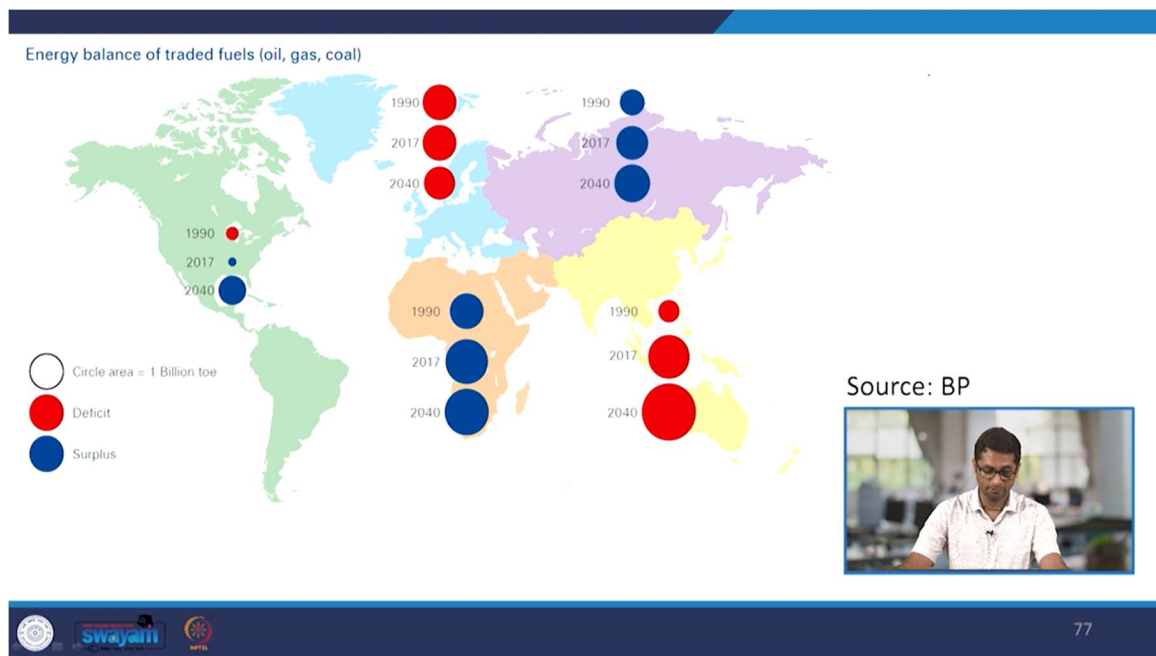 Energy balance of traded fuels (oil, gas, coal)
1990
2017
2040
1990
2017
2040
1990
2017
2040
1990
2017
2040
1990
2017
2040
Circle area = 1 Billion toe
Deficit
Surplus
Source: BP
swayam
NPTEL
77